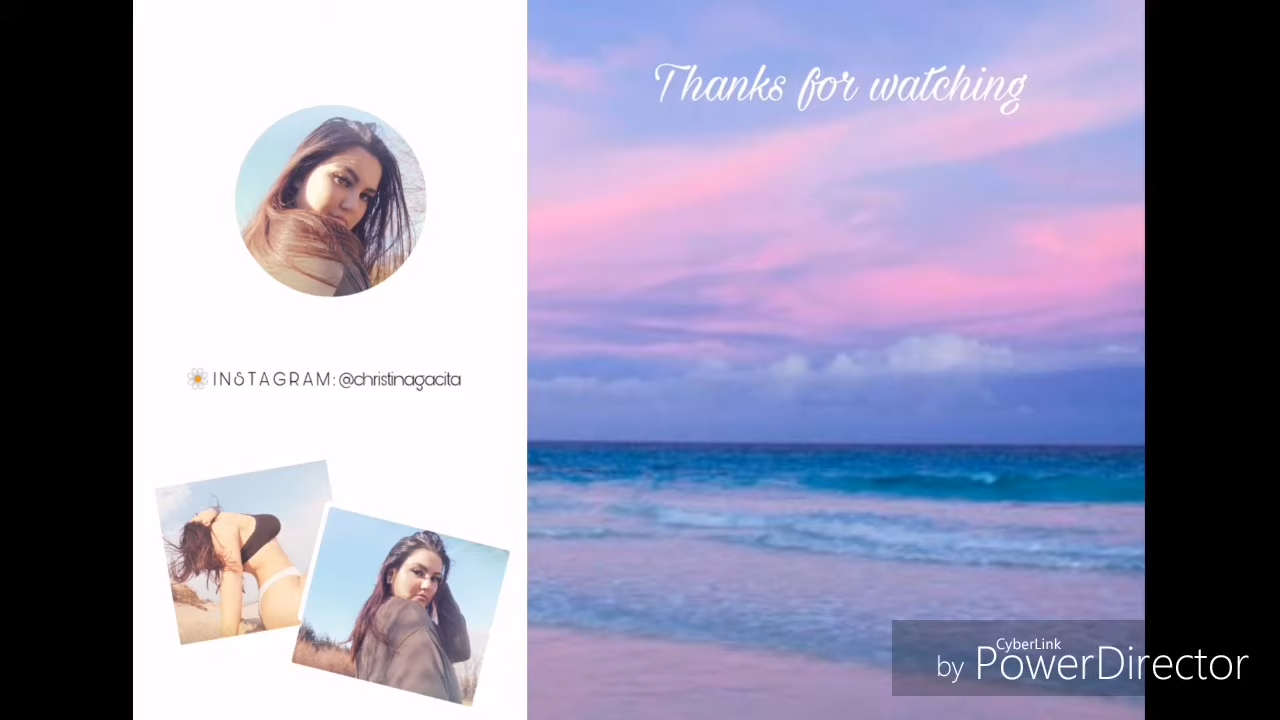 Thanks for watching
INSTAGRAM: @christinagacita
CyberLink
by PowerDirector